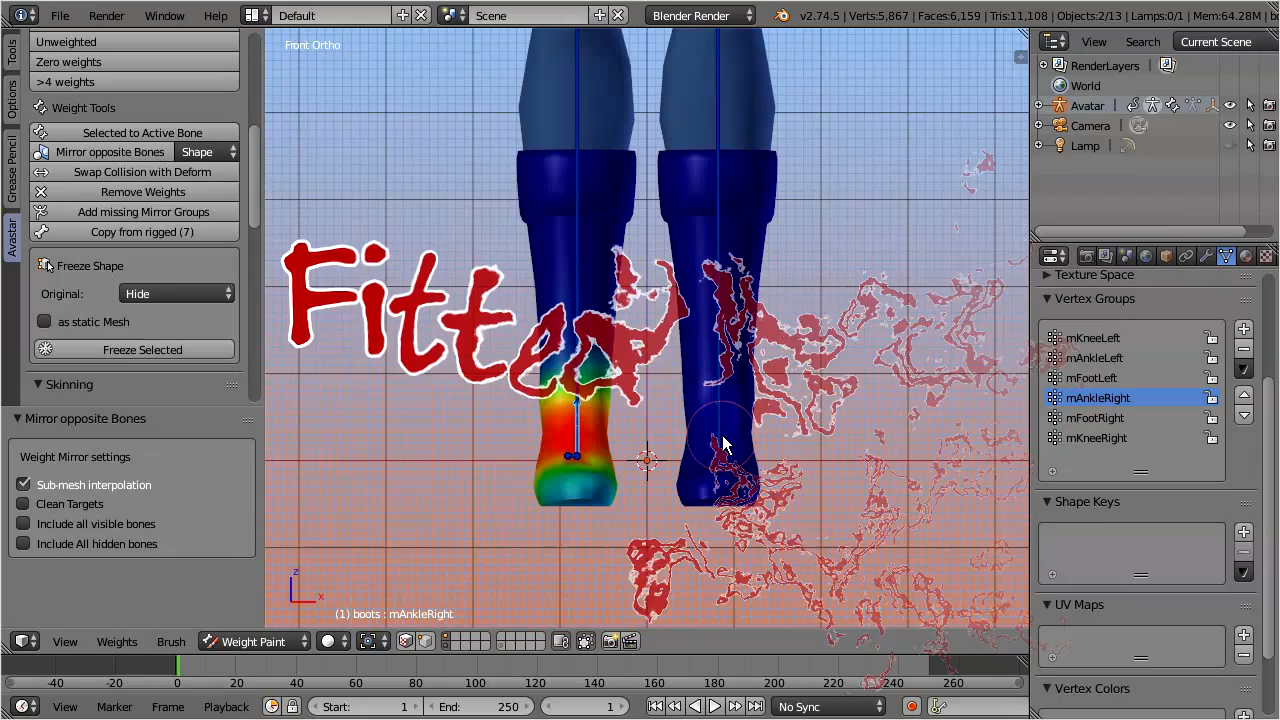 File Render Window Help Default Scene Blender Render v2.74.5 | Verts:5,867 | Faces:6,159 | Tris:11,108 | Objects:2/13 | Lamps:0/1 | Mem:64.28M |
Tools
Options
Grease Pencil
Avastar
Unweighted
Zero weights
>4 weights
Weight Tools
Selected to Active Bone
Mirror opposite Bones Shape
Swap Collision with Deform
Remove Weights
Add missing Mirror Groups
Copy from rigged (7)
Freeze Shape
Original: Hide
as static Mesh
Freeze Selected
Skinning
Mirror opposite Bones
Weight Mirror settings
Sub-mesh interpolation
Clean Targets
Include all visible bones
Include All hidden bones
Front Ortho
Fitted
z
x
(1) boots : mAnkleRight
View Search Current Scene
RenderLayers
World
Avatar
Camera
Lamp
Texture Space
Vertex Groups
mKneeLeft
mAnkleLeft
mFootLeft
mAnkleRight
mFootRight
mKneeRight
Shape Keys
UV Maps
Vertex Colors
View Weights Brush Weight Paint
-40 -20 0 20 40 60 80 100 120 140 160 180 200 220 240 260
View Marker Frame Playback Start: 1 End: 250 1 No Sync